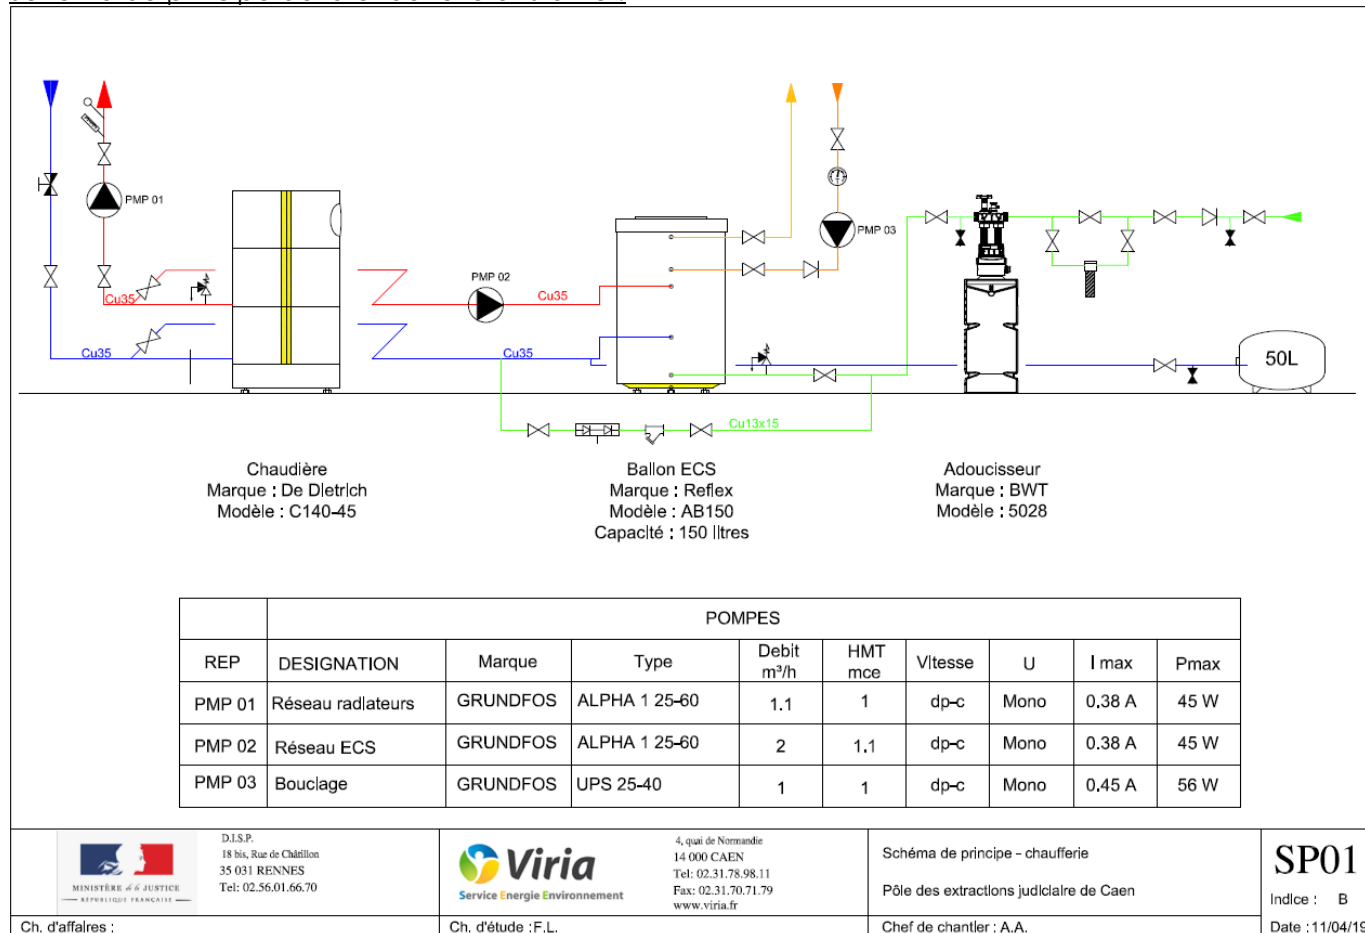 PMP 01
PMP 02
PMP 03
Cu35
Cu35
Cu35
Cu35
Cu13x15
50L
Chaudière
Marque : De Dietrich
Modèle : C140-45
Ballon ECS
Marque : Reflex
Modèle : AB150
Capacité : 150 litres
Adoucisseur
Marque : BWT
Modèle : 5028
POMPES
REP DESIGNATION Marque Type Debit m³/h HMT mce Vitesse U I max Pmax
PMP 01 Réseau radiateurs GRUNDFOS ALPHA 1 25-60 1.1 1 dp-c Mono 0.38 A 45 W
PMP 02 Réseau ECS GRUNDFOS ALPHA 1 25-60 2 1.1 dp-c Mono 0.38 A 45 W
PMP 03 Bouclage GRUNDFOS UPS 25-40 1 1 dp-c Mono 0.45 A 56 W
MINISTÈRE de la JUSTICE
RÉPUBLIQUE FRANÇAISE
D.I.S.P.
18 bis, Rue de Châtillon
35 031 RENNES
Tel: 02.56.01.66.70
Viria
Service Energie Environnement
4, quai de Normandie
14 000 CAEN
Tel: 02.31.78.98.11
Fax: 02.31.70.71.79
www.viria.fr
Schéma de principe - chaufferie
Pôle des extractions judiciaire de Caen
SP01
Indice : B
Ch. d'affaires :
Ch. d'étude :F.L.
Chef de chantier : A.A.
Date :11/04/19